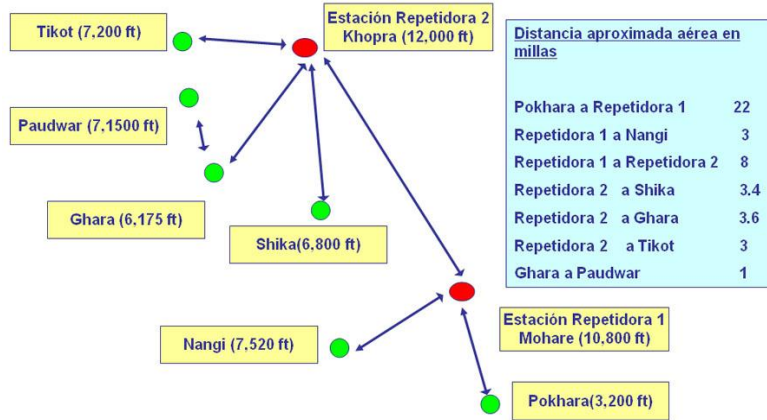 Tikot (7,200 ft)
Estación Repetidora 2
Khopra (12,000 ft)
Paudwar (7,1500 ft)
Ghara (6,175 ft)
Shika(6,800 ft)
Nangi (7,520 ft)
Estación Repetidora 1
Mohare (10,800 ft)
Pokhara(3,200 ft)
Distancia aproximada aérea en
millas
Pokhara a Repetidora 1 22
Repetidora 1 a Nangi 3
Repetidora 1 a Repetidora 2 8
Repetidora 2 a Shika 3.4
Repetidora 2 a Ghara 3.6
Repetidora 2 a Tikot 3
Ghara a Paudwar 1